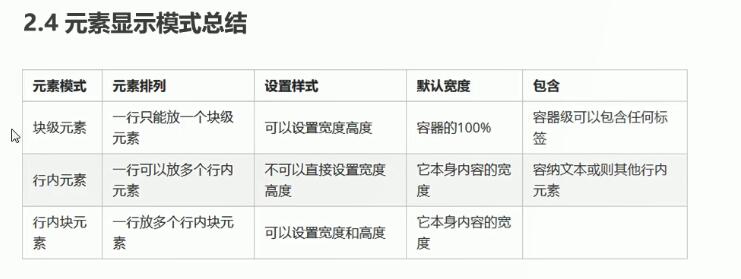 2.4 元素显示模式总结
元素模式 元素排列 设置样式 默认宽度 包含
块级元素 一行只能放一个块级元素 可以设置宽度高度 容器的100% 容器级可以包含任何标签
行内元素 一行可以放多个行内元素 不可以直接设置宽度高度 它本身内容的宽度 容纳文本或则其他行内元素
行内块元素 一行放多个行内块元素 可以设置宽度和高度 它本身内容的宽度